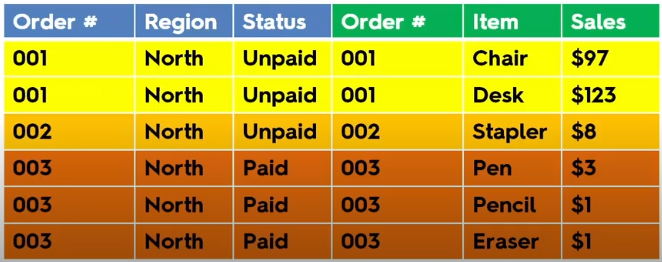 Order # Region Status Order # Item Sales
001 North Unpaid 001 Chair $97
001 North Unpaid 001 Desk $123
002 North Unpaid 002 Stapler $8
003 North Paid 003 Pen $3
003 North Paid 003 Pencil $1
003 North Paid 003 Eraser $1